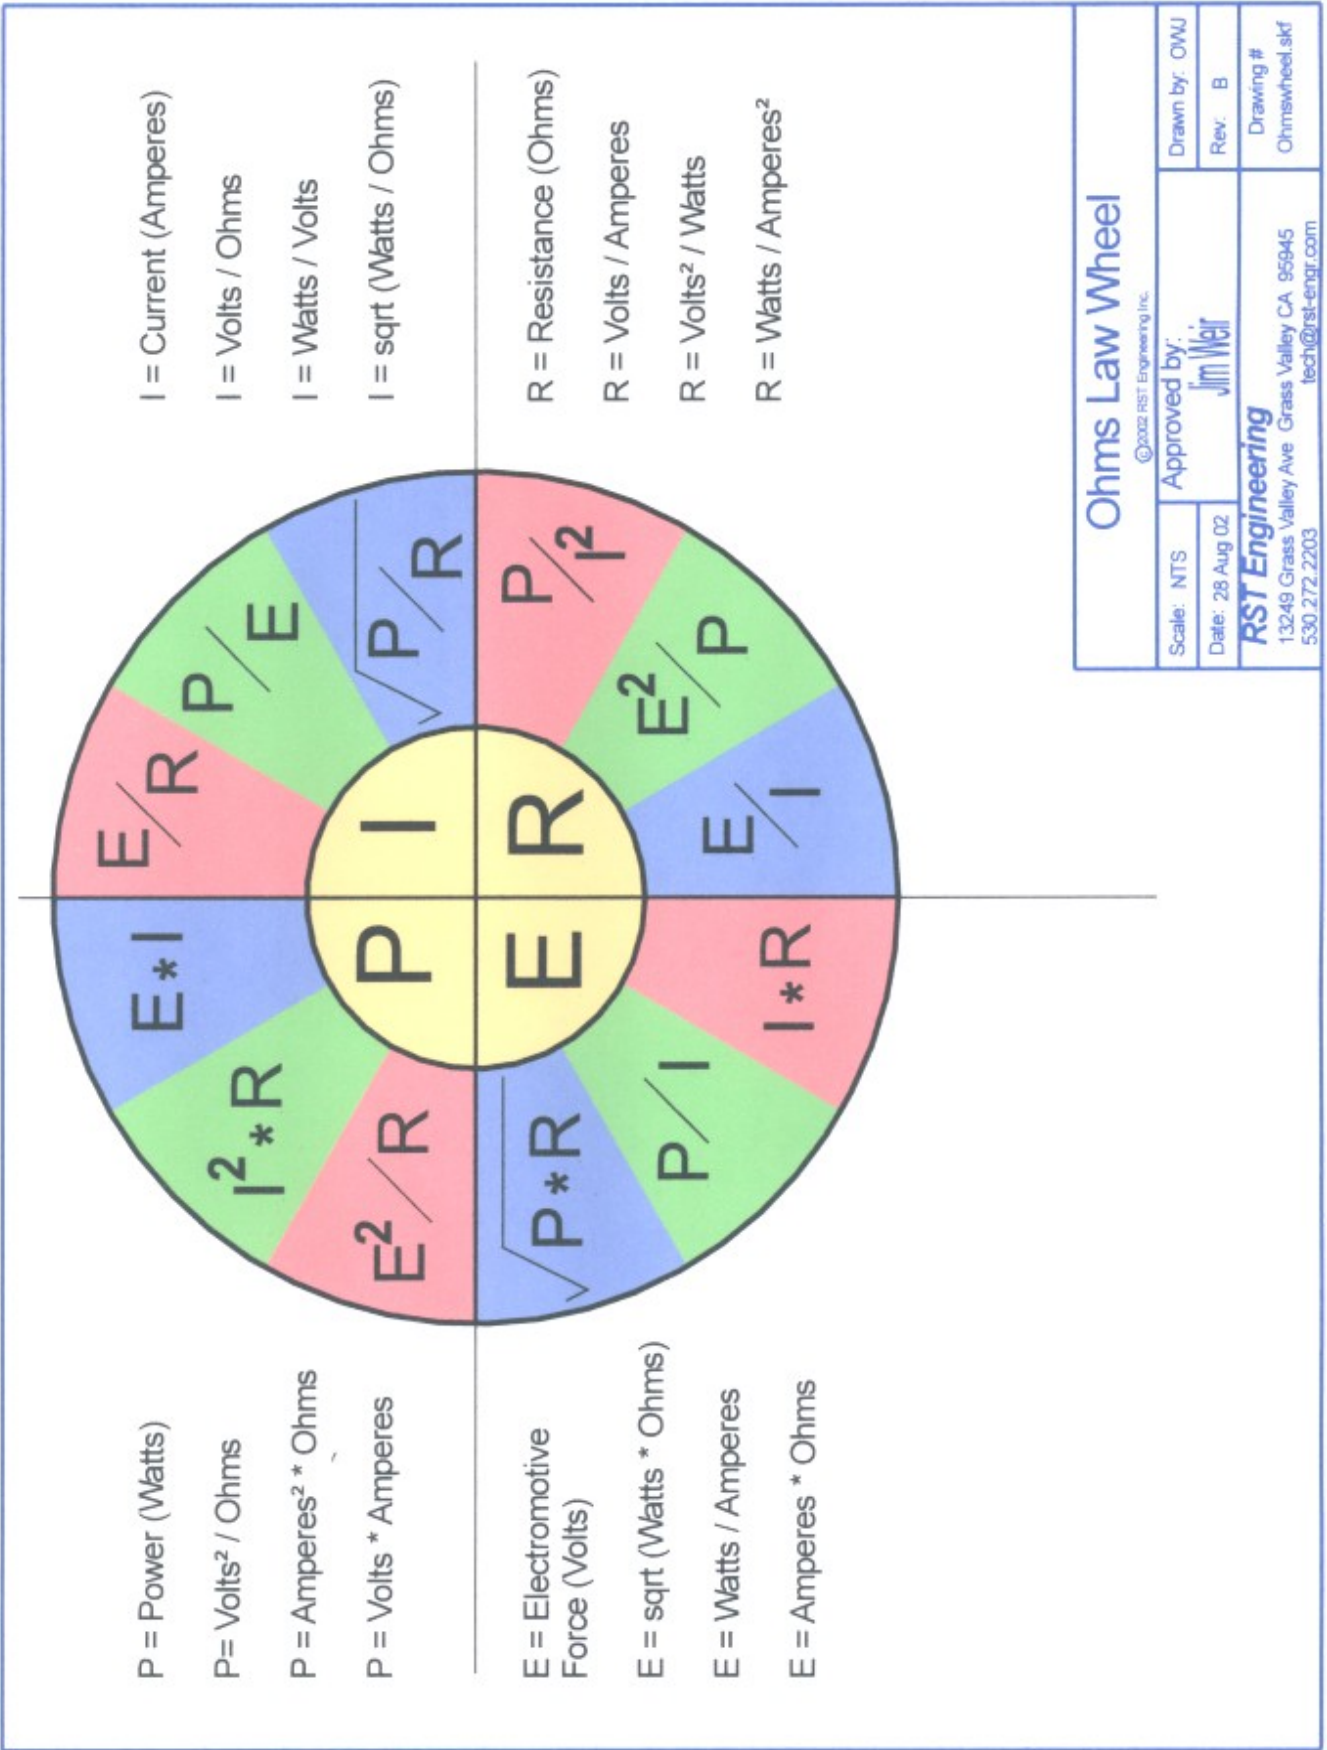 P = Power (Watts)
P= Volts² / Ohms
P = Amperes² * Ohms
P = Volts * Amperes
I = Current (Amperes)
I = Volts / Ohms
I = Watts / Volts
I = sqrt (Watts / Ohms)
E = Electromotive
Force (Volts)
E = sqrt (Watts * Ohms)
E = Watts / Amperes
E = Amperes * Ohms
R = Resistance (Ohms)
R = Volts / Amperes
R = Volts² / Watts
R = Watts / Amperes²
E*I
I²*R
E²/R
E/R
P/E
√P/R
P
I
E
R
√P*R
P/I
I*R
P/I²
E²/P
E/I
Ohms Law Wheel
©2002 RST Engineering Inc.
Scale: NTS
Approved by:
Jim Weir
Drawn by: OWJ
Date: 28 Aug 02
Rev: B
RST Engineering
13249 Grass Valley Ave Grass Valley CA 95945
530.272.2203 tech@rst-engr.com
Drawing #
Ohmswheel.skf